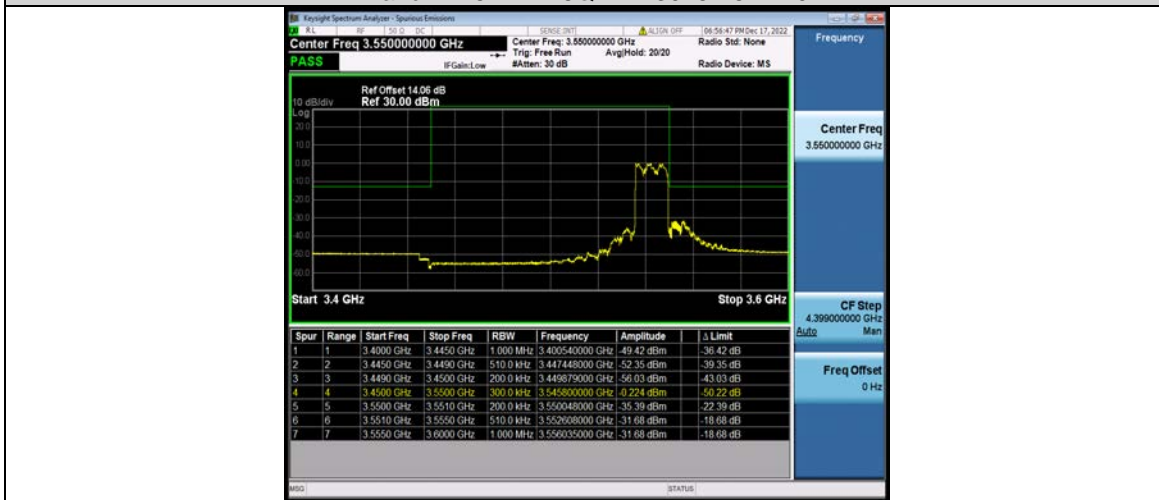 Keysight Spectrum Analyzer - Spurious Emissions
RL RF 50 Ω DC SENSE:INT ALIGN OFF 06:56:47 PM Dec 17, 2022
Center Freq 3.550000000 GHz Center Freq: 3.550000000 GHz Radio Std: None Frequency
PASS Trig: Free Run Avg|Hold: 20/20
IFGain:Low #Atten: 30 dB Radio Device: MS
Ref Offset 14.06 dB
10 dB/div Ref 30.00 dBm
Log
20.0
10.0
0.00
-10.0
-20.0
-30.0
-40.0
-50.0
-60.0
Start 3.4 GHz Stop 3.6 GHz
Spur Range Start Freq Stop Freq RBW Frequency Amplitude Δ Limit
1 1 3.4000 GHz 3.4450 GHz 1.000 MHz 3.400540000 GHz -49.42 dBm -36.42 dB
2 2 3.4450 GHz 3.4490 GHz 510.0 kHz 3.447448000 GHz -52.35 dBm -39.35 dB
3 3 3.4490 GHz 3.4500 GHz 200.0 kHz 3.449879000 GHz -56.03 dBm -43.03 dB
4 4 3.4500 GHz 3.5500 GHz 300.0 kHz 3.545800000 GHz -0.224 dBm -50.22 dB
5 5 3.5500 GHz 3.5510 GHz 200.0 kHz 3.550048000 GHz -35.39 dBm -22.39 dB
6 6 3.5510 GHz 3.5550 GHz 510.0 kHz 3.552608000 GHz -31.68 dBm -18.68 dB
7 7 3.5550 GHz 3.6000 GHz 1.000 MHz 3.556035000 GHz -31.68 dBm -18.68 dB
Center Freq
3.550000000 GHz
CF Step
4.399000000 GHz
Auto Man
Freq Offset
0 Hz
MSG STATUS